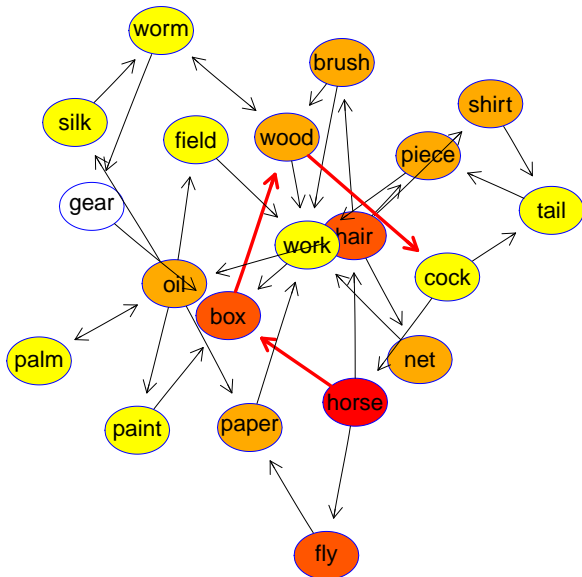 worm
brush
shirt
silk
field
wood
piece
gear
tail
work
hair
oil
cock
box
palm
net
horse
paint
paper
fly